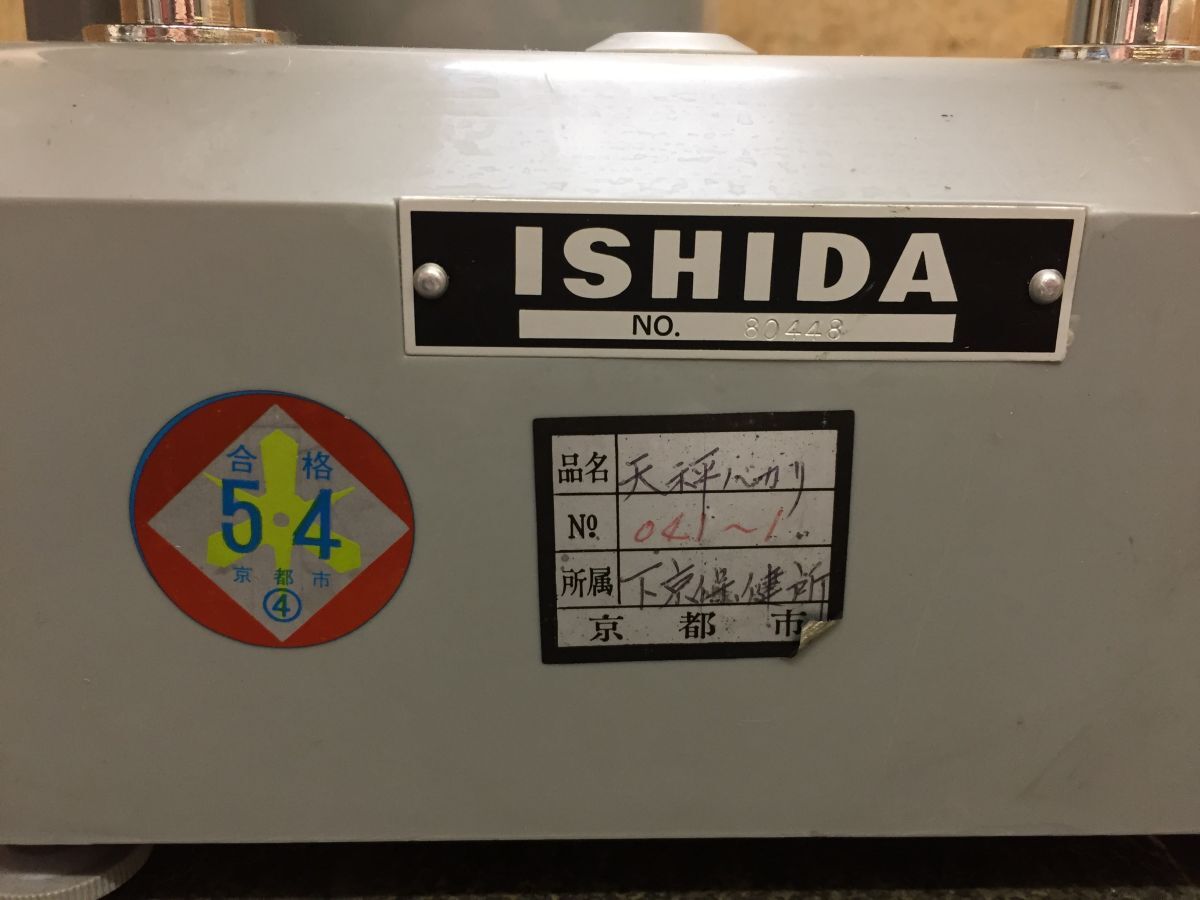 ISHIDA
NO. 80448
合格
54
京都市
④
品名 天秤バカリ
№ 041~1
所属 下京保健所
京都市